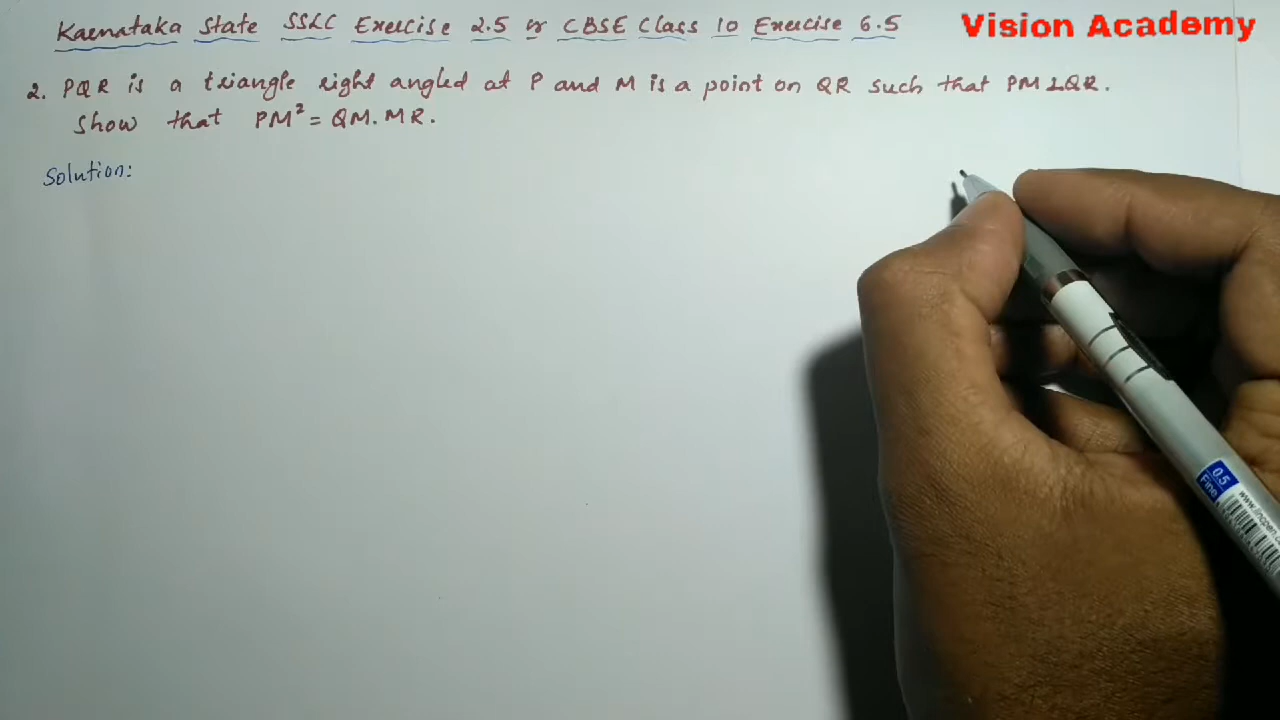 Karnataka State SSLC Exercise 2.5 or CBSE Class 10 Exercise 6.5
Vision Academy
2. PQR is a triangle right angled at P and M is a point on QR such that PM⊥QR.
Show that PM² = QM.MR.
Solution:
0.5
Fine